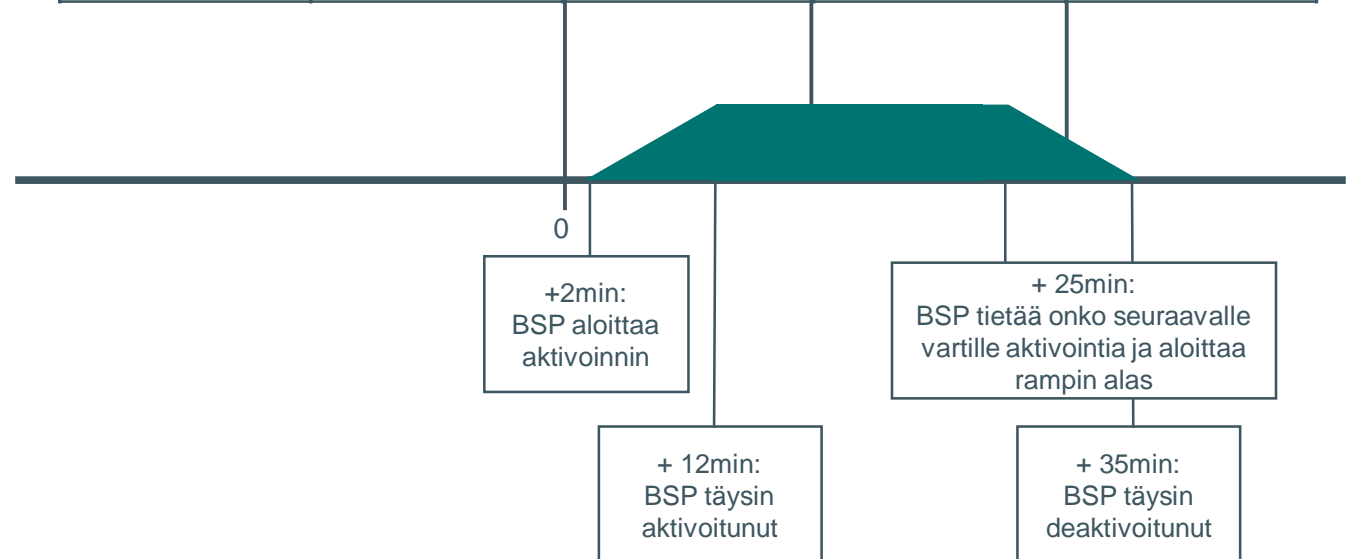 0
+2min:
BSP aloittaa
aktivoinnin
+ 25min:
BSP tietää onko seuraavalle
vartille aktivointia ja aloittaa
rampin alas
+ 12min:
BSP täysin
aktivoitunut
+ 35min:
BSP täysin
deaktivoitunut